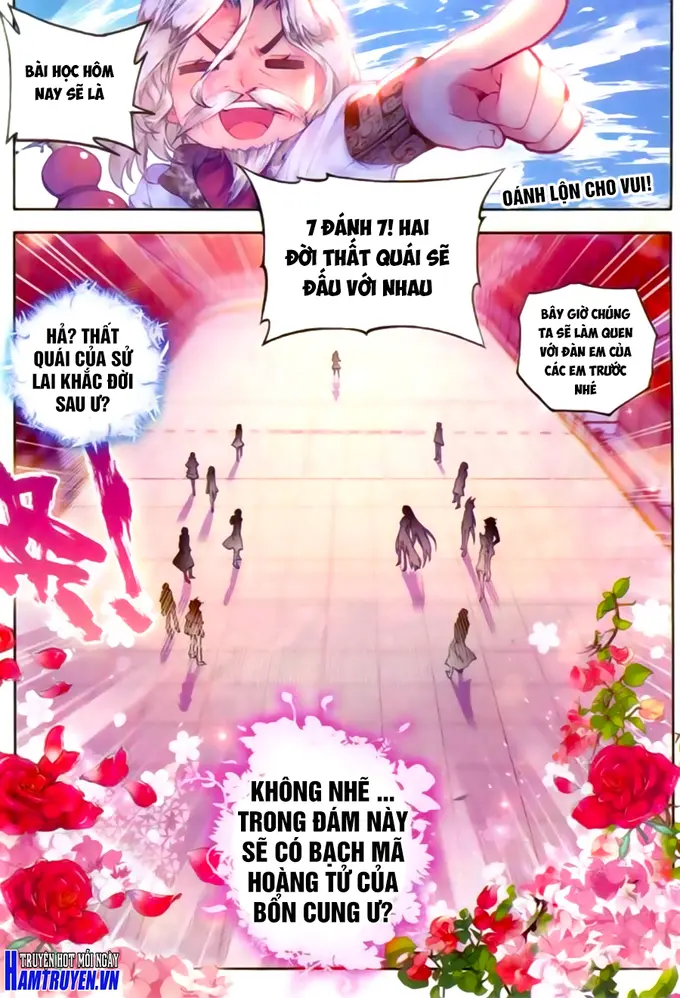 BÀI HỌC HÔM
NAY SẼ LÀ
OÁNH LỘN CHO VUI!
7 ĐÁNH 7! HAI
ĐỜI THẤT QUÁI SẼ
ĐẤU VỚI NHAU
BÂY GIỜ CHÚNG
TA SẼ LÀM QUEN
VỚI ĐÀN EM CỦA
CÁC EM TRƯỚC
NHÉ
HẢ? THẤT
QUÁI CỦA SỬ
LAI KHẮC ĐỜI
SAU Ư?
KHÔNG NHẼ ...
TRONG ĐÁM NÀY
SẼ CÓ BẠCH MÃ
HOÀNG TỬ CỦA
BỔN CUNG Ư?
TRUYỆN HOT MỖI NGÀY
HAMTRUYEN.VN